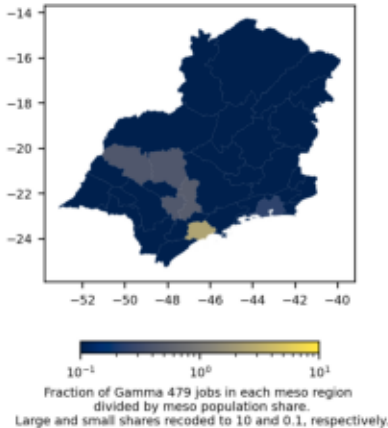 −14
−16
−18
−20
−22
−24
−52 −50 −48 −46 −44 −42 −40
10⁻¹ 10⁰ 10¹
Fraction of Gamma 479 jobs in each meso region
divided by meso population share.
Large and small shares recoded to 10 and 0.1, respectively